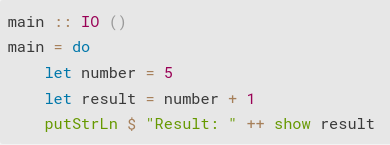 main :: IO ()
main = do
    let number = 5
    let result = number + 1
    putStrLn $ "Result: " ++ show result